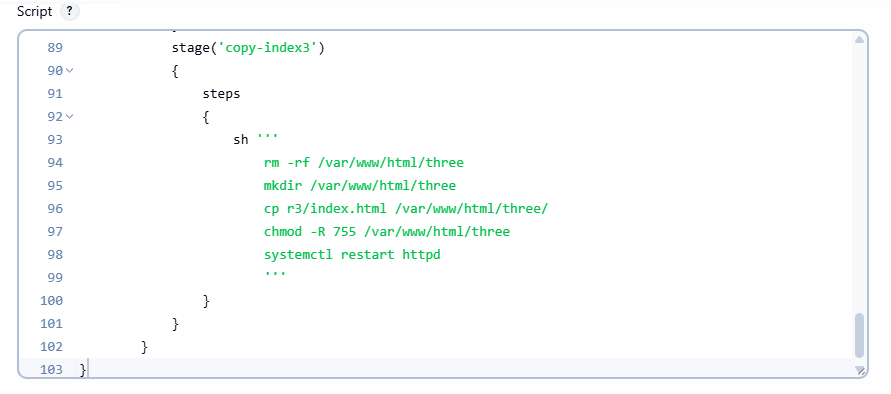 Script ?
89 stage('copy-index3')
90 {
91 steps
92 {
93 sh '''
94 rm -rf /var/www/html/three
95 mkdir /var/www/html/three
96 cp r3/index.html /var/www/html/three/
97 chmod -R 755 /var/www/html/three
98 systemctl restart httpd
99 '''
100 }
101 }
102 }
103 }